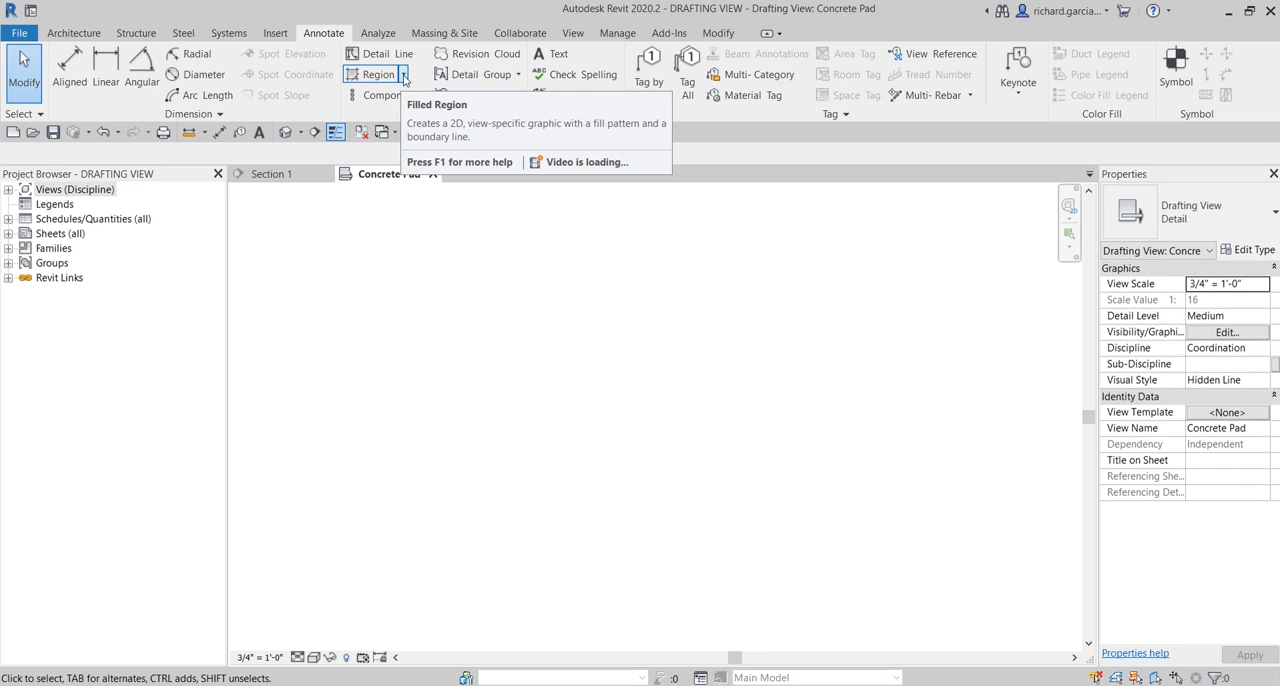 Autodesk Revit 2020.2 - DRAFTING VIEW - Drafting View: Concrete Pad
richard.garcia...
File Architecture Structure Steel Systems Insert Annotate Analyze Massing & Site Collaborate View Manage Add-Ins Modify
Modify
Select
Aligned Linear Angular
Radial
Diameter
Arc Length
Spot Elevation
Spot Coordinate
Spot Slope
Dimension
Detail Line
Region
Compon
Revision Cloud
Detail Group
Text
Check Spelling
Tag by
Tag All
Beam Annotations
Multi- Category
Material Tag
Area Tag
Room Tag
Space Tag
View Reference
Tread Number
Multi- Rebar
Tag
Keynote
Duct Legend
Pipe Legend
Color Fill Legend
Color Fill
Symbol
Symbol
Filled Region
Creates a 2D, view-specific graphic with a fill pattern and a
boundary line.
Press F1 for more help
Video is loading...
Project Browser - DRAFTING VIEW
Views (Discipline)
Legends
Schedules/Quantities (all)
Sheets (all)
Families
Groups
Revit Links
Section 1
Concrete Pad
2D
Properties
Drafting View
Detail
Drafting View: Concre
Edit Type
Graphics
View Scale 3/4" = 1'-0"
Scale Value 1: 16
Detail Level Medium
Visibility/Graphi... Edit...
Discipline Coordination
Sub-Discipline
Visual Style Hidden Line
Identity Data
View Template <None>
View Name Concrete Pad
Dependency Independent
Title on Sheet
Referencing She...
Referencing Det...
Properties help
Apply
3/4" = 1'-0"
Click to select, TAB for alternates, CTRL adds, SHIFT unselects.
:0
Main Model
:0